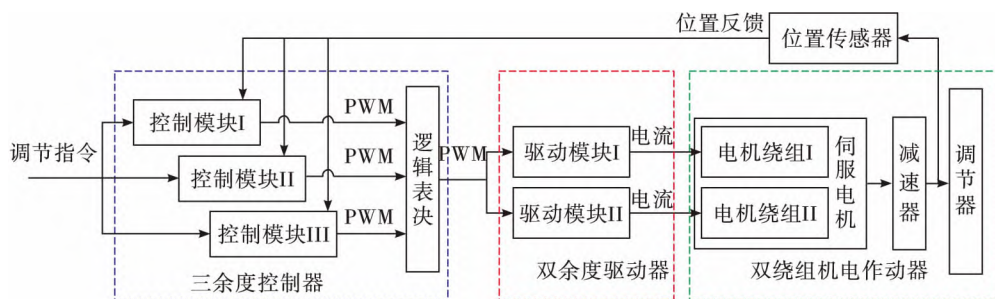 位置反馈
位置传感器
调节指令
控制模块I
PWM
控制模块II
PWM
控制模块III
PWM
逻辑表决
PWM
驱动模块I
电流
驱动模块II
电流
电机绕组I
电机绕组II
伺服电机
减速器
调节器
三余度控制器
双余度驱动器
双绕组机电作动器